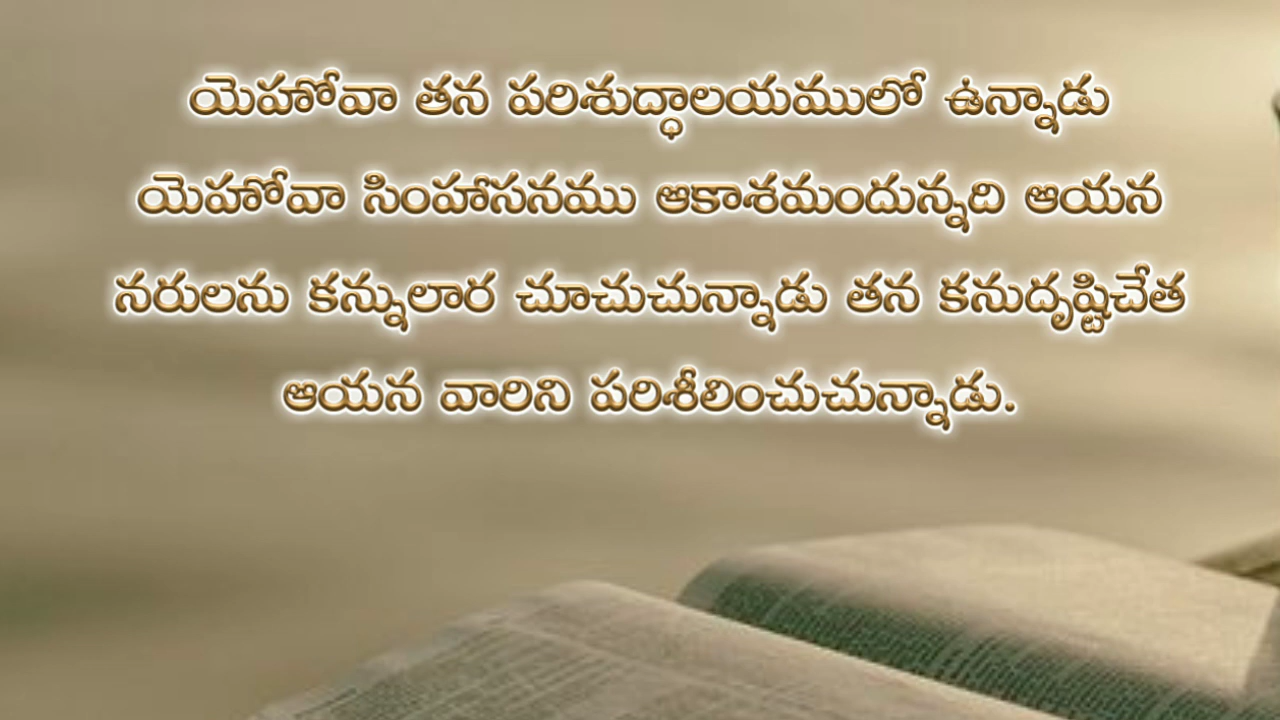 యెహోవా తన పరిశుద్ధాలయములో ఉన్నాడు
యెహోవా సింహాసనము ఆకాశమందున్నది ఆయన
నరులను కన్నులార చూచుచున్నాడు తన కనుదృష్టిచేత
ఆయన వారిని పరిశీలించుచున్నాడు.